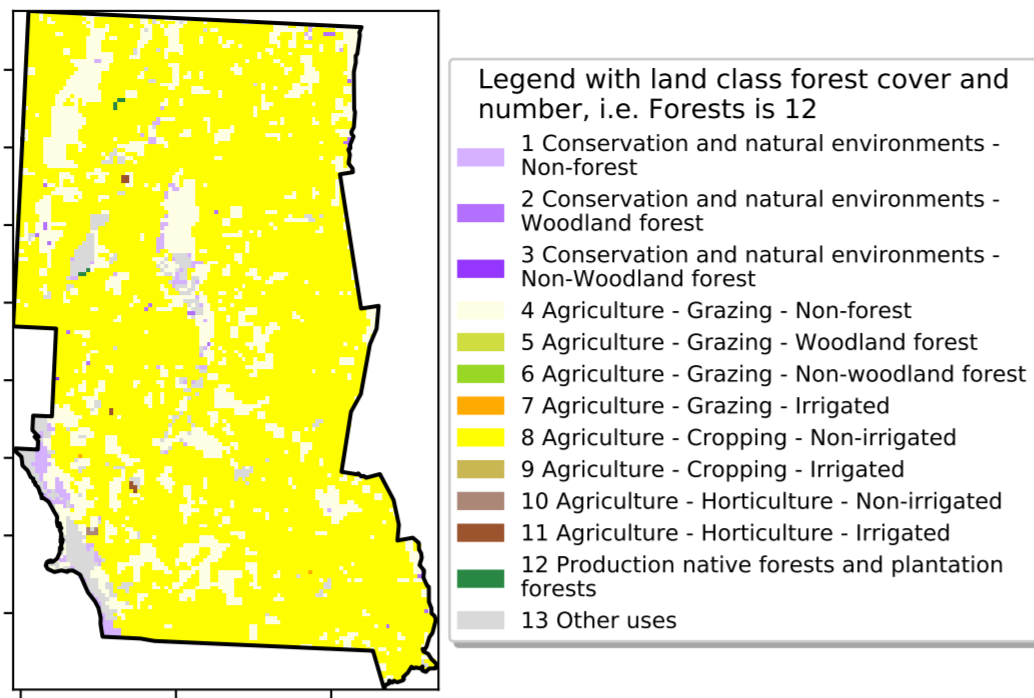 Legend with land class forest cover and
number, i.e. Forests is 12
1 Conservation and natural environments -
Non-forest
2 Conservation and natural environments -
Woodland forest
3 Conservation and natural environments -
Non-Woodland forest
4 Agriculture - Grazing - Non-forest
5 Agriculture - Grazing - Woodland forest
6 Agriculture - Grazing - Non-woodland forest
7 Agriculture - Grazing - Irrigated
8 Agriculture - Cropping - Non-irrigated
9 Agriculture - Cropping - Irrigated
10 Agriculture - Horticulture - Non-irrigated
11 Agriculture - Horticulture - Irrigated
12 Production native forests and plantation
forests
13 Other uses